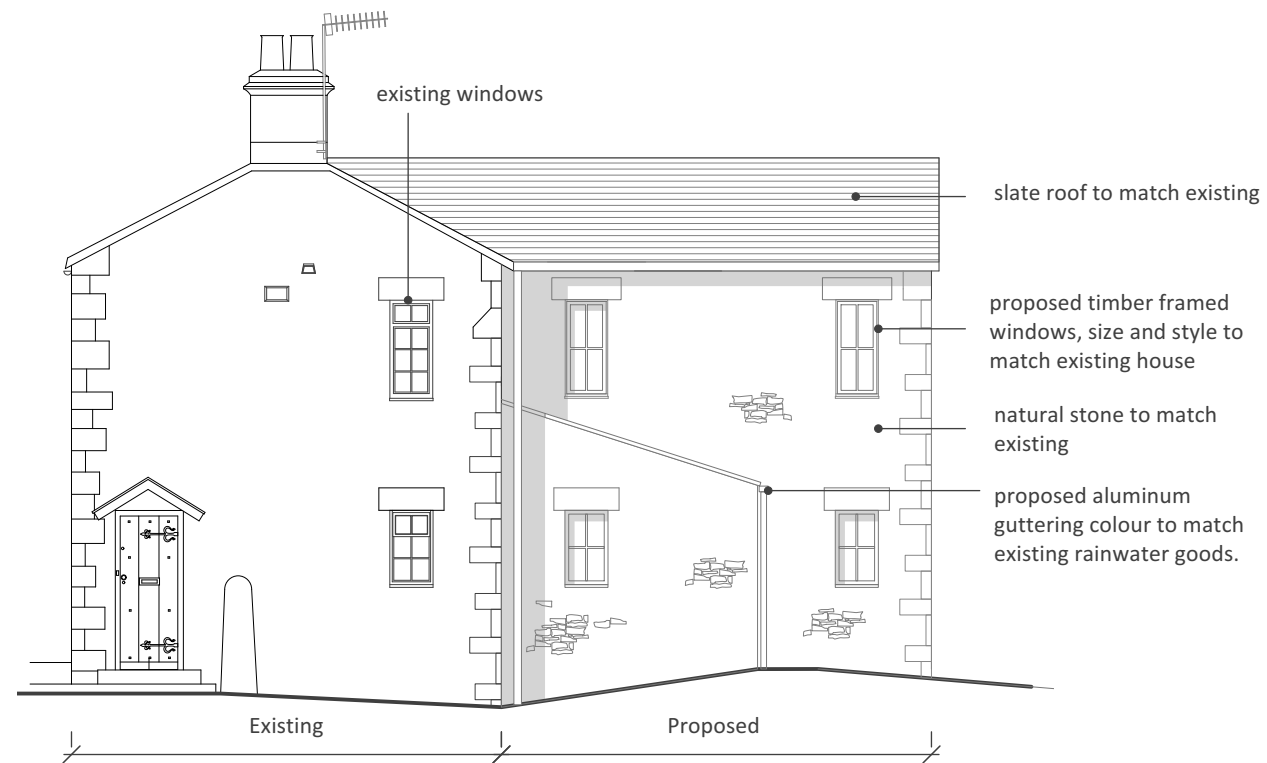 existing windows
slate roof to match existing
proposed timber framed
windows, size and style to
match existing house
natural stone to match
existing
proposed aluminum
guttering colour to match
existing rainwater goods.
Existing
Proposed